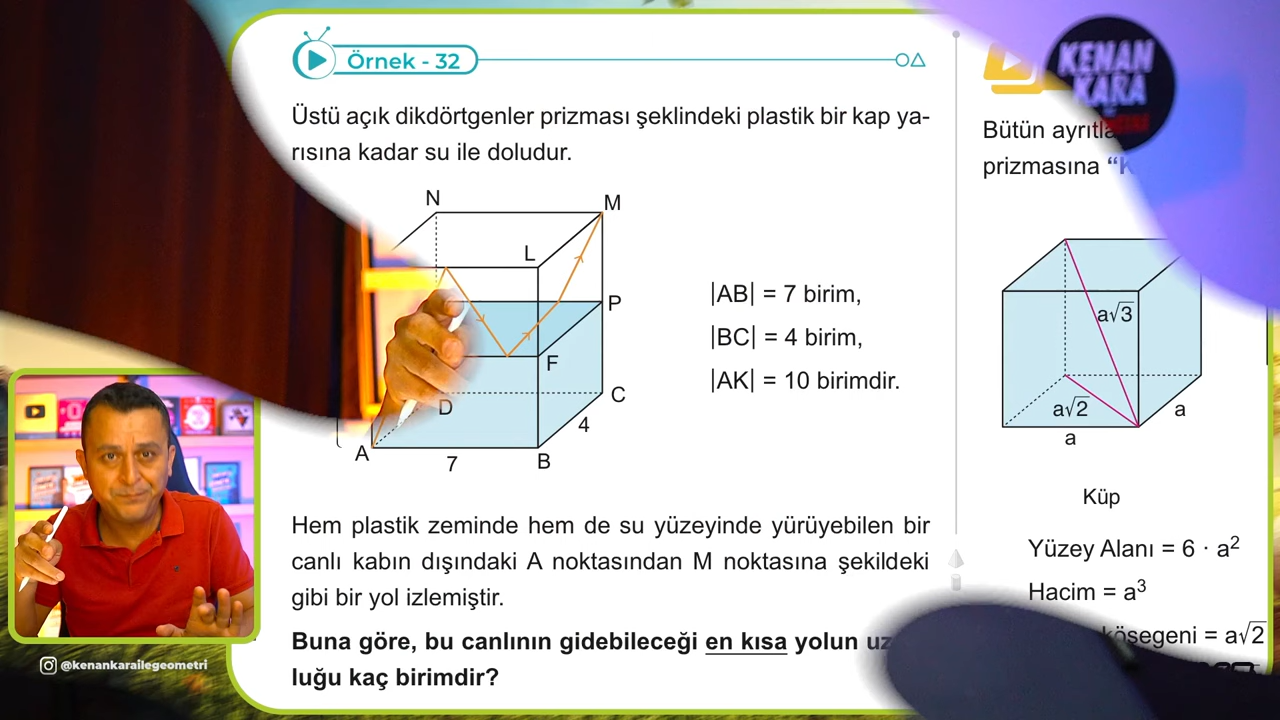 Örnek - 32
Üstü açık dikdörtgenler prizması şeklindeki plastik bir kap ya-
rısına kadar su ile doludur.
N
M
L
P
F
C
D
4
A
7
B
|AB| = 7 birim,
|BC| = 4 birim,
|AK| = 10 birimdir.
Hem plastik zeminde hem de su yüzeyinde yürüyebilen bir
canlı kabın dışındaki A noktasından M noktasına şekildeki
gibi bir yol izlemiştir.
Buna göre, bu canlının gidebileceği en kısa yolun
luğu kaç birimdir?
@kenankarailegeometri
KENAN
KARA
Bütün
prizmasına
a√3
a√2
a
a
Küp
Yüzey Alanı = 6 · a²
Hacim = a³
köşegeni = a√2